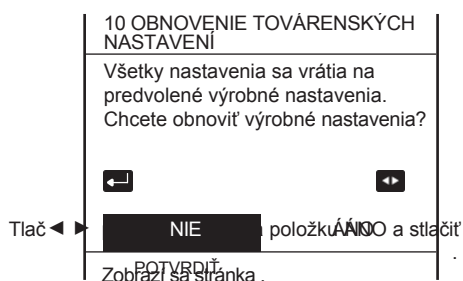 10 OBNOVENIE TOVÁRENSKÝCH
NASTAVENÍ
Všetky nastavenia sa vrátia na
predvolené výrobné nastavenia.
Chcete obnoviť výrobné nastavenia?
Tlač ◄ ► NIE položku ÁNO a stlačiť
.
POTVRDIŤ
Zobrazí sa stránka .